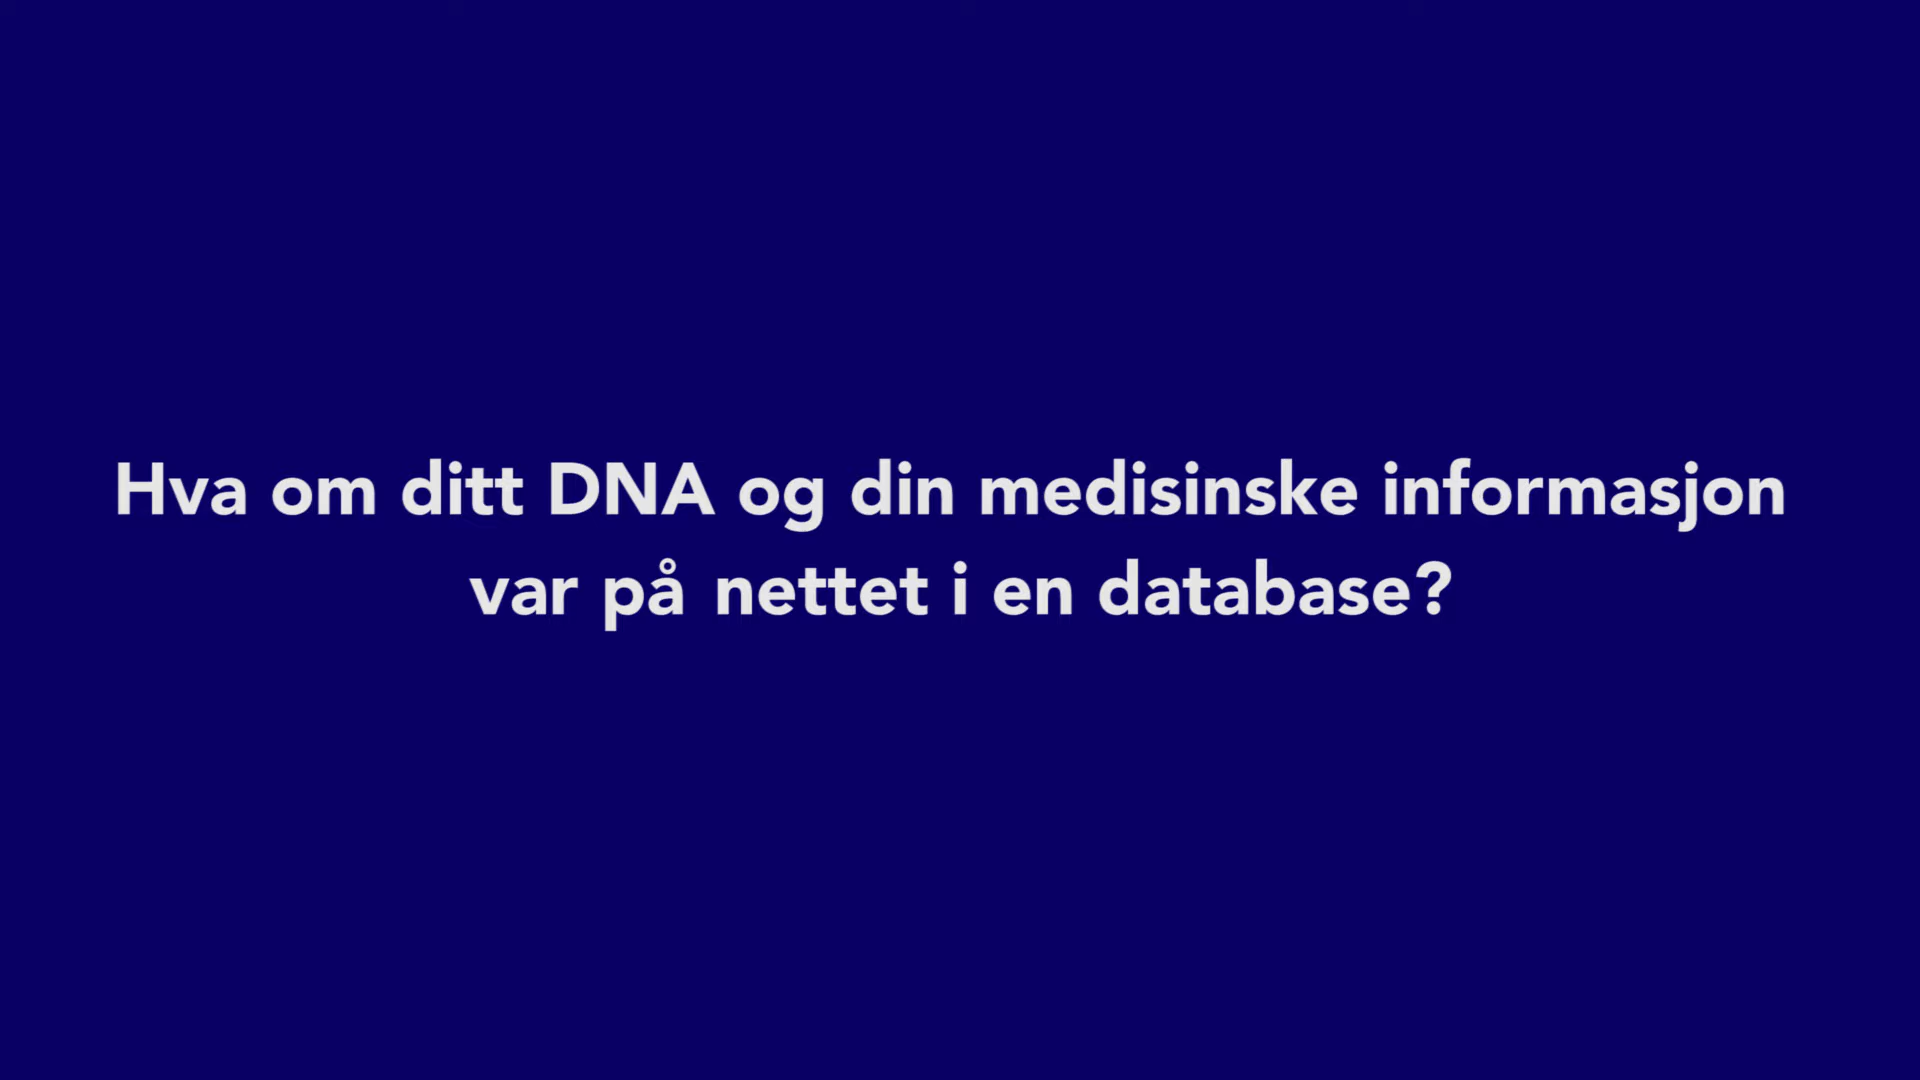 Hva om ditt DNA og din medisinske informasjon
var på nettet i en database?